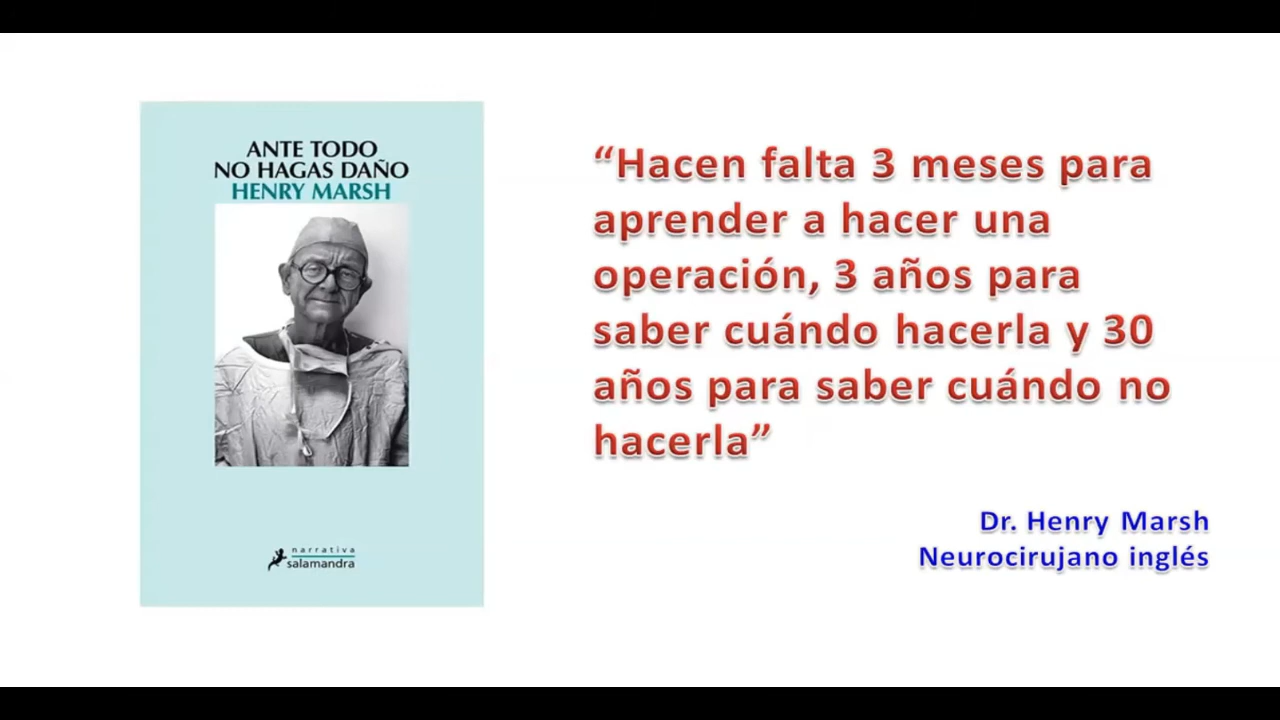 ANTE TODO
NO HAGAS DAÑO
HENRY MARSH
narrativa
salamandra
“Hacen falta 3 meses para
aprender a hacer una
operación, 3 años para
saber cuándo hacerla y 30
años para saber cuándo no
hacerla”
Dr. Henry Marsh
Neurocirujano inglés